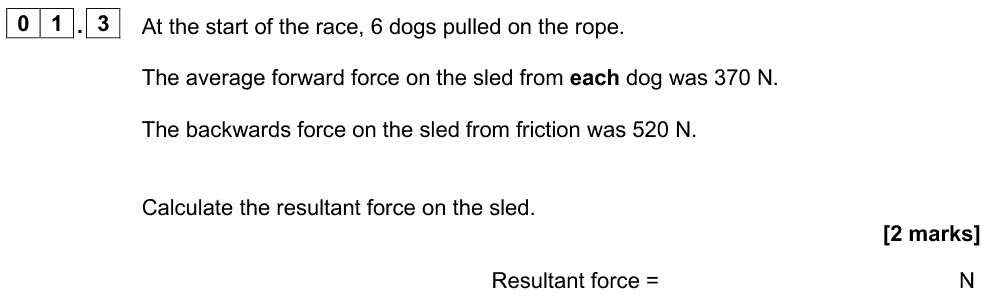 0 1 . 3 At the start of the race, 6 dogs pulled on the rope.
The average forward force on the sled from each dog was 370 N.
The backwards force on the sled from friction was 520 N.
Calculate the resultant force on the sled.
[2 marks]
Resultant force = N